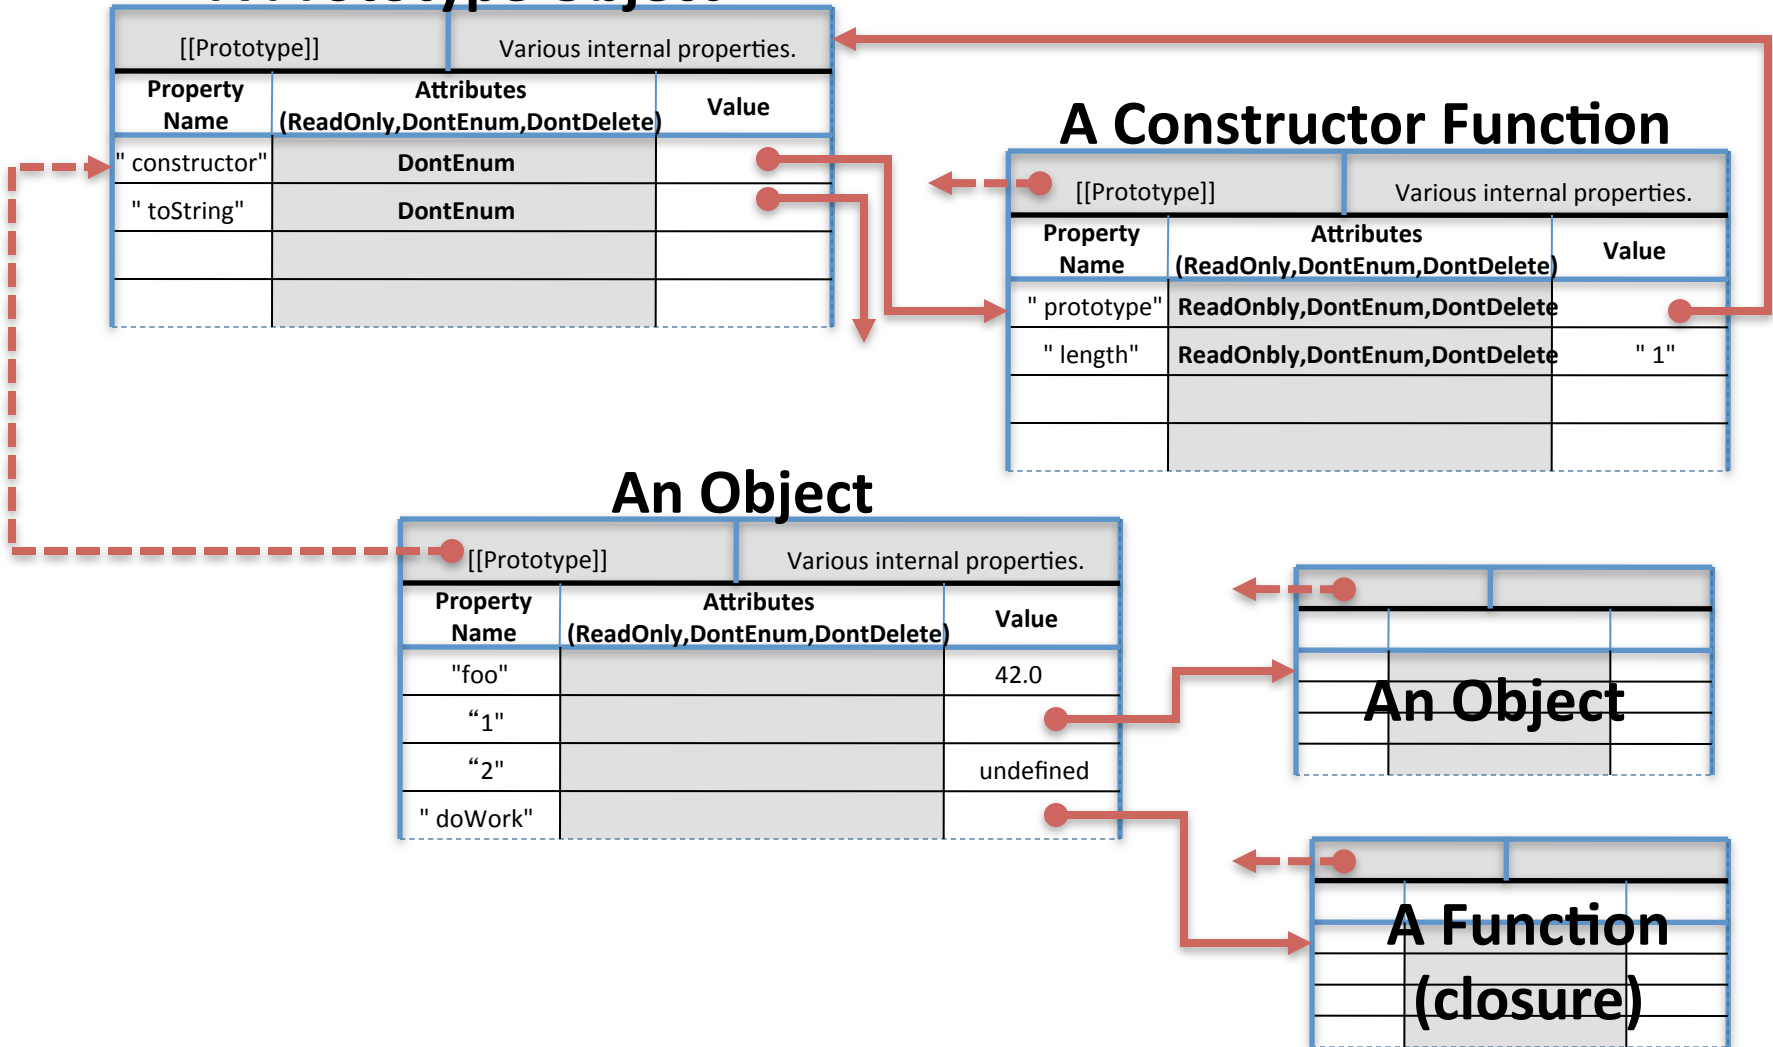 A Prototype Object
[[Prototype]] Various internal properties.
Property Name Attributes (ReadOnly,DontEnum,DontDelete) Value
" constructor" DontEnum
" toString" DontEnum
A Constructor Function
[[Prototype]] Various internal properties.
Property Name Attributes (ReadOnly,DontEnum,DontDelete) Value
" prototype" ReadOnbly,DontEnum,DontDelete
" length" ReadOnbly,DontEnum,DontDelete " 1"
An Object
[[Prototype]] Various internal properties.
Property Name Attributes (ReadOnly,DontEnum,DontDelete) Value
"foo" 42.0
“1"
“2" undefined
" doWork"
An Object
A Function
(closure)